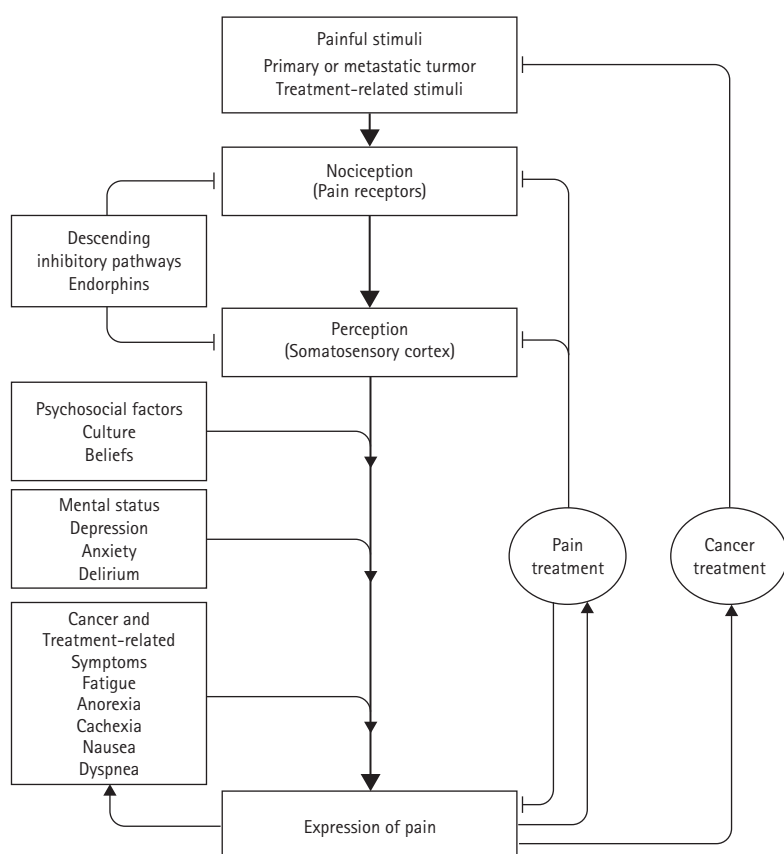 Painful stimuli
Primary or metastatic turmor
Treatment-related stimuli
Nociception
(Pain receptors)
Descending
inhibitory pathways
Endorphins
Perception
(Somatosensory cortex)
Psychosocial factors
Culture
Beliefs
Mental status
Depression
Anxiety
Delirium
Pain
treatment
Cancer
treatment
Cancer and
Treatment-related
Symptoms
Fatigue
Anorexia
Cachexia
Nausea
Dyspnea
Expression of pain